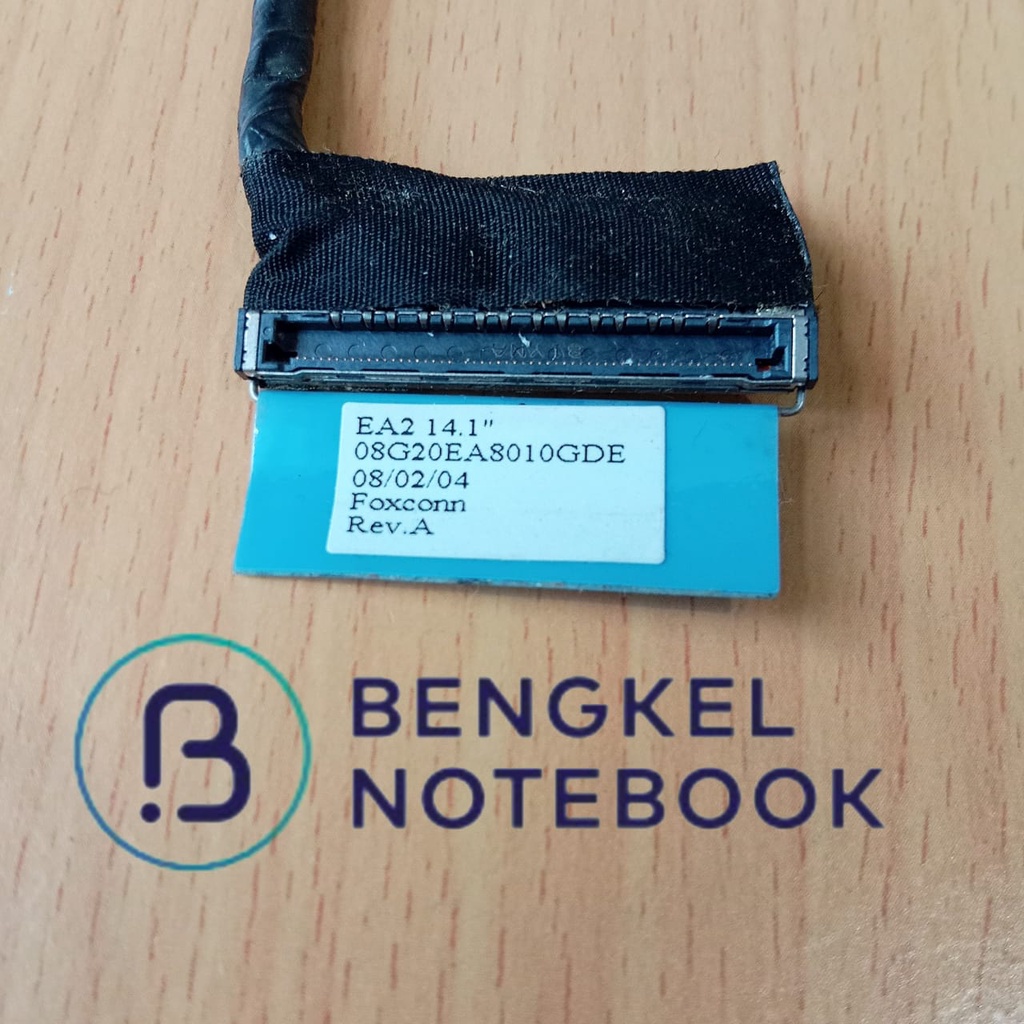 EA2 14.1"
08G20EA8010GDE
08/02/04
Foxconn
Rev.A
BENGKEL
NOTEBOOK